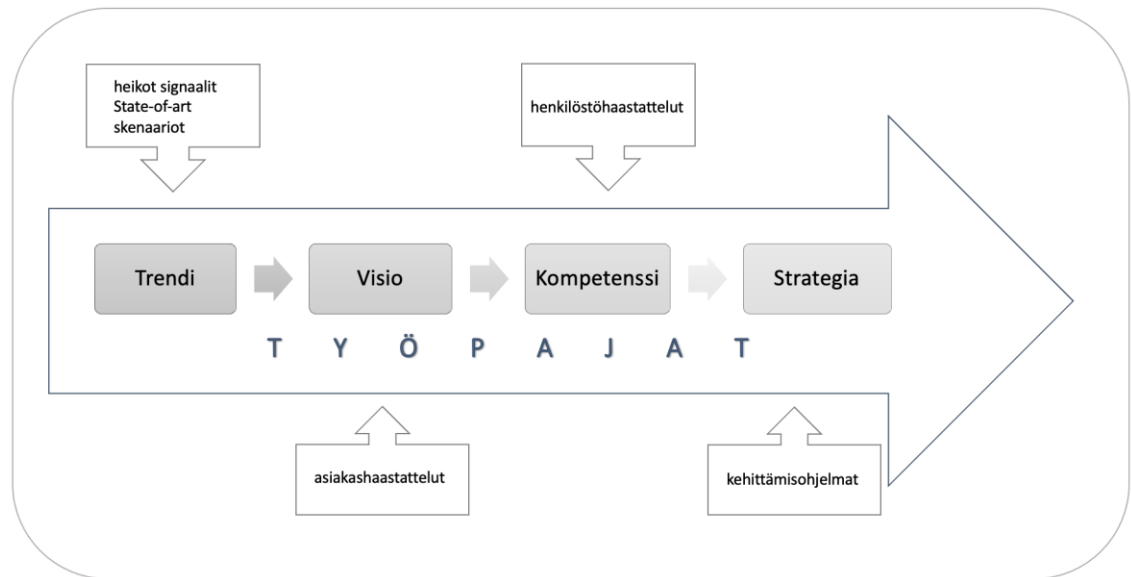 heikot signaalit
State-of-art
skenaariot
henkilöstöhaastattelut
Trendi
Visio
Kompetenssi
Strategia
T Y Ö P A J A T
asiakashaastattelut
kehittämisohjelmat